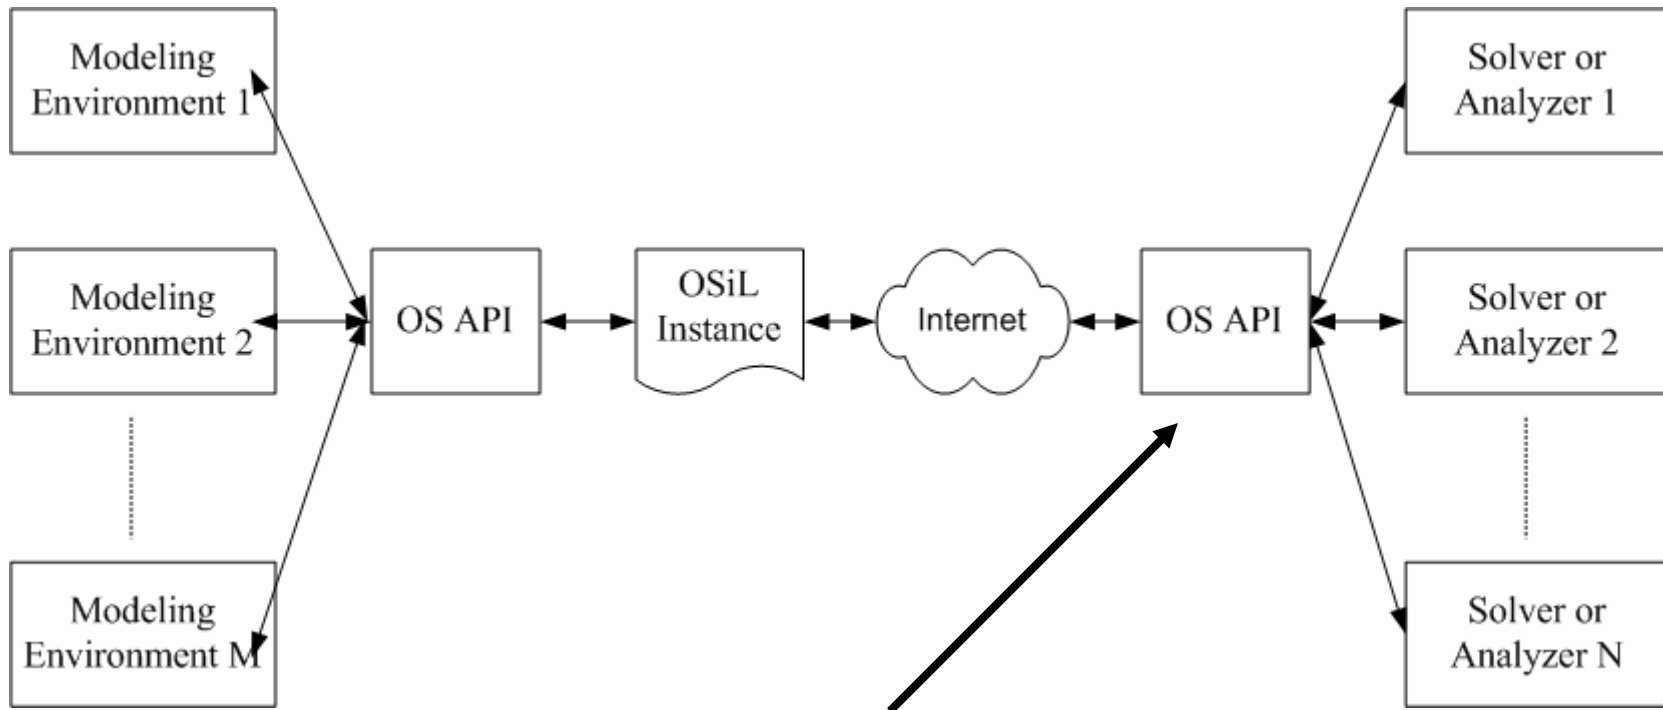 Modeling
Environment 1
Modeling
Environment 2
Modeling
Environment M
OS API
OSiL
Instance
Internet
OS API
Solver or
Analyzer 1
Solver or
Analyzer 2
Solver or
Analyzer N